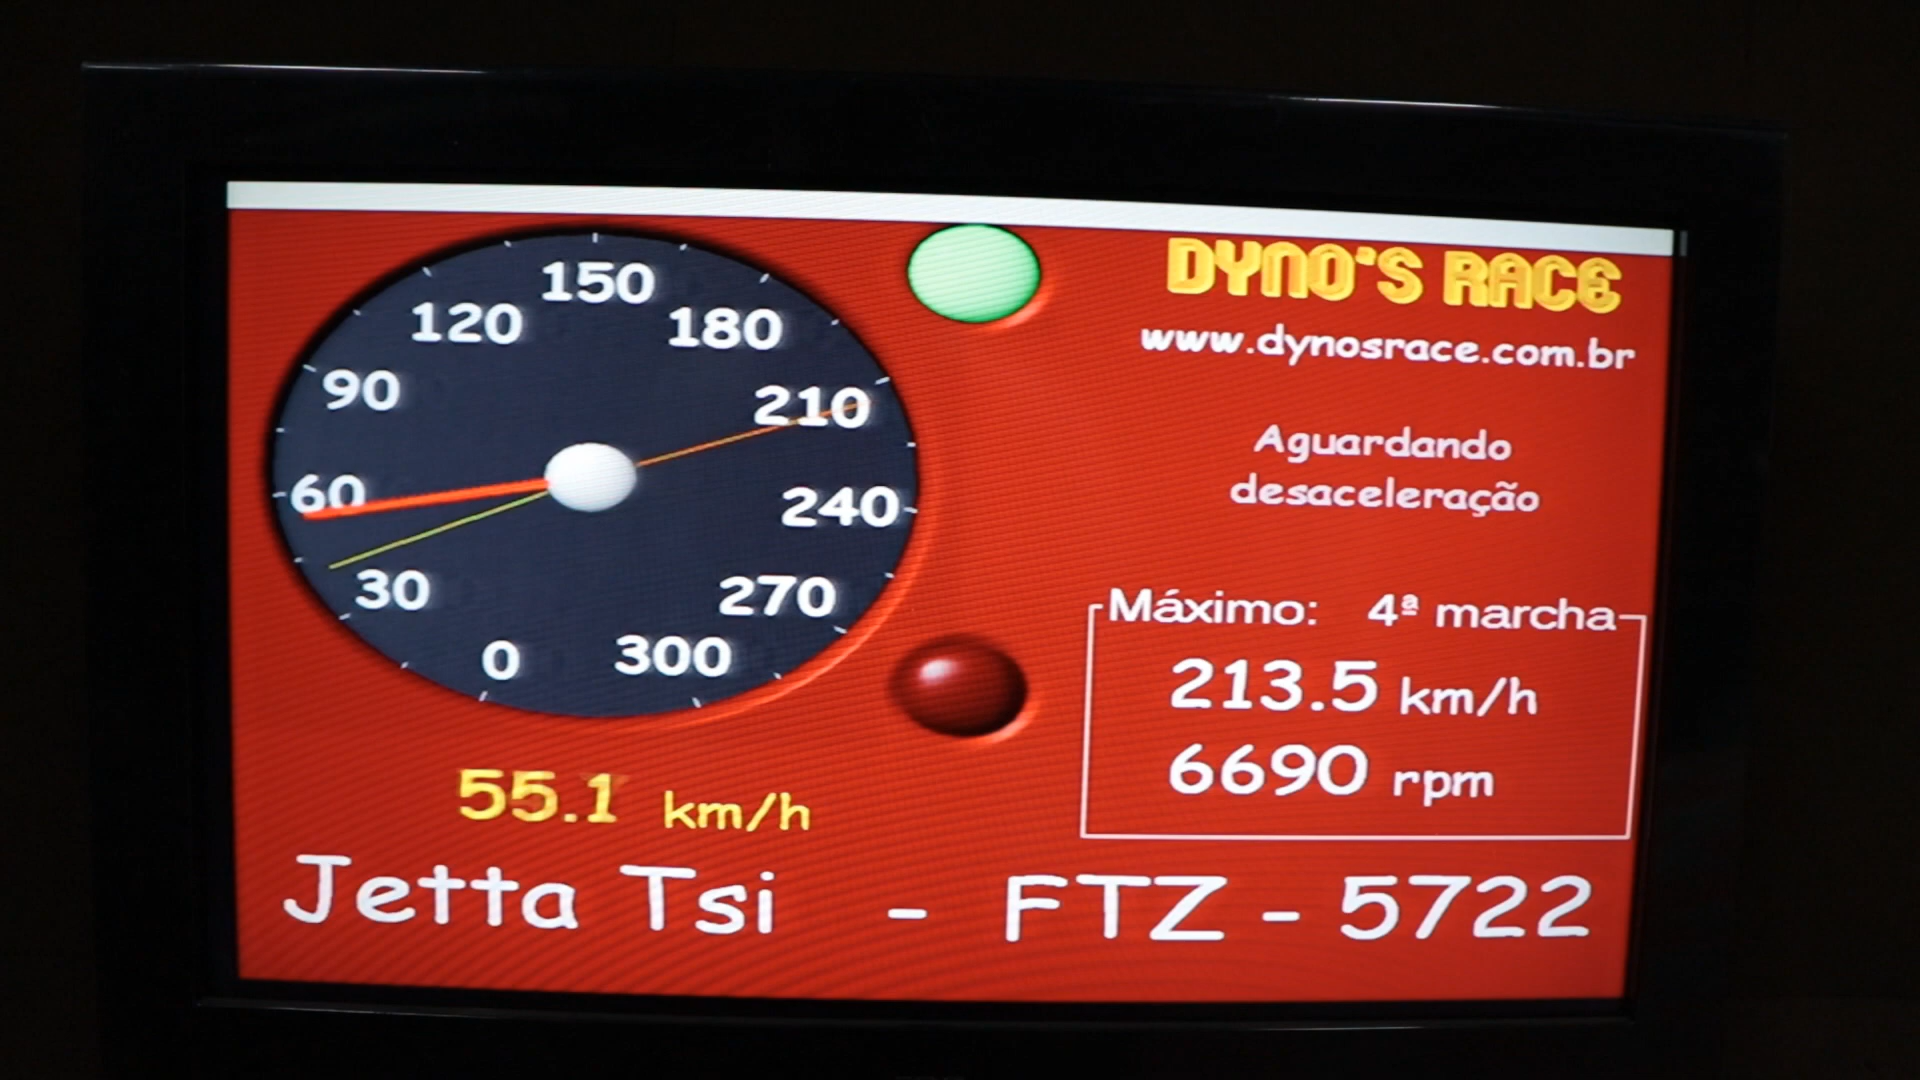 DYNO'S RACE
www.dynosrace.com.br
Aguardando
desaceleração
150
120
180
90
210
60
240
30
270
0
300
Máximo: 4ª marcha
213.5 km/h
6690 rpm
55.1 km/h
Jetta Tsi - FTZ - 5722